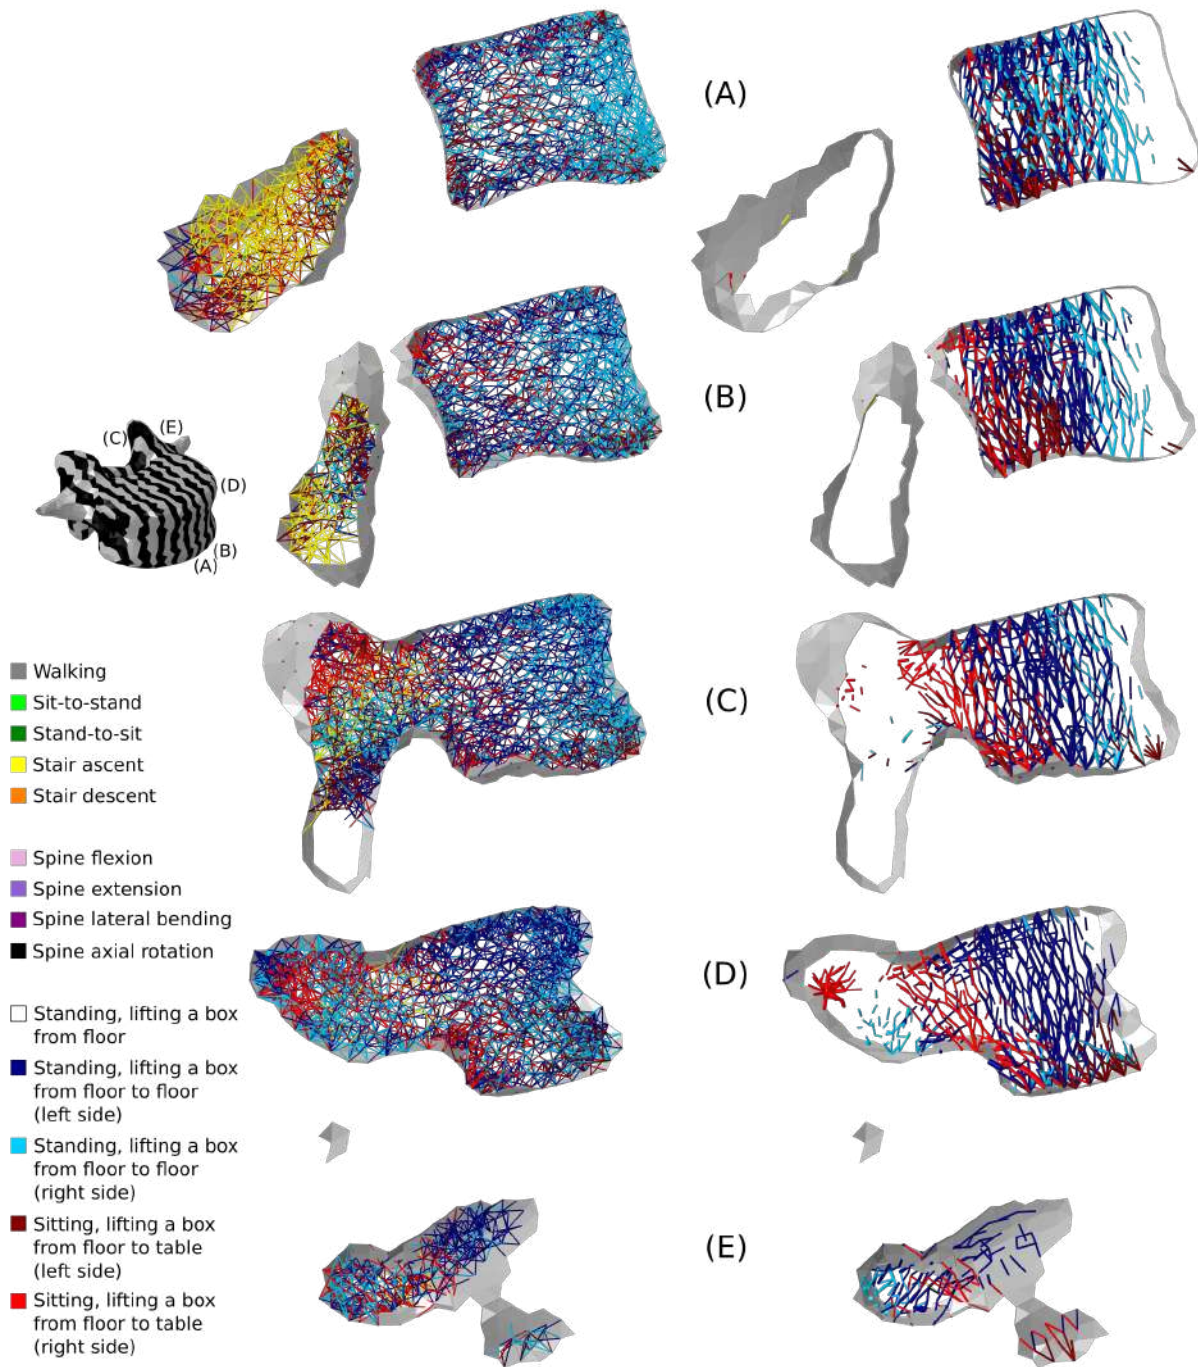 (A)
(B)
(C)
(E)
(D)
(B)
(A)
Walking
Sit-to-stand
Stand-to-sit
Stair ascent
Stair descent
(C)
Spine flexion
Spine extension
Spine lateral bending
Spine axial rotation
(D)
Standing, lifting a box
from floor
Standing, lifting a box
from floor to floor
(left side)
Standing, lifting a box
from floor to floor
(right side)
Sitting, lifting a box
from floor to table
(left side)
Sitting, lifting a box
from floor to table
(right side)
(E)